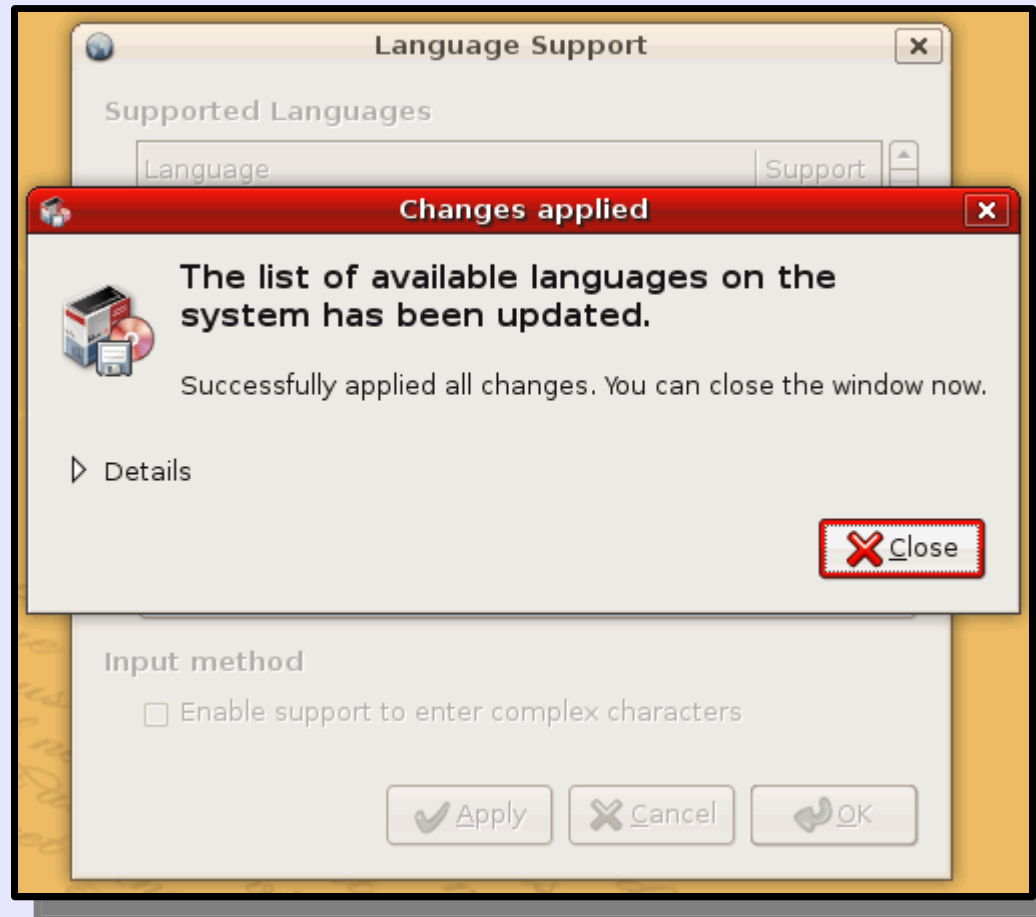 Language Support
Supported Languages
Language Support
Changes applied
The list of available languages on the
system has been updated.
Successfully applied all changes. You can close the window now.
Details
Close
Input method
Enable support to enter complex characters
Apply Cancel OK